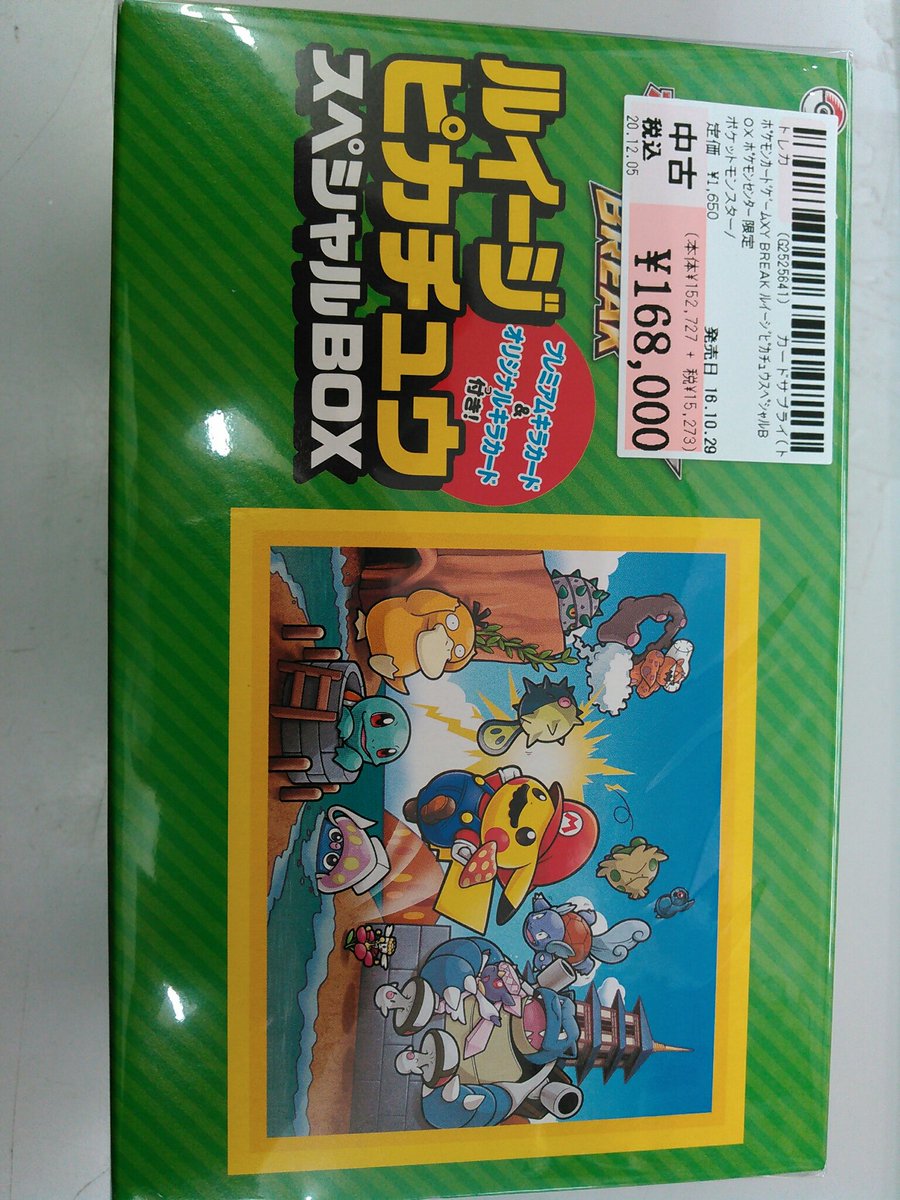 ルイージ
ピカチュウ
スペシャルBOX
プレミアムキラカード
&
オリジナルキラカード
付き!
BREAK
トレカ (G2525641) カードサプライ(ト
ポケモンカードゲームXY BREAK ルイージピカチュウスペシャルB
OX ポケモンセンター限定
ポケットモンスター/
定価 ¥1,650
発売日 16.10.29
中古
(本体¥152,727 + 税¥15,273)
税込
¥168,000
20.12.05
M